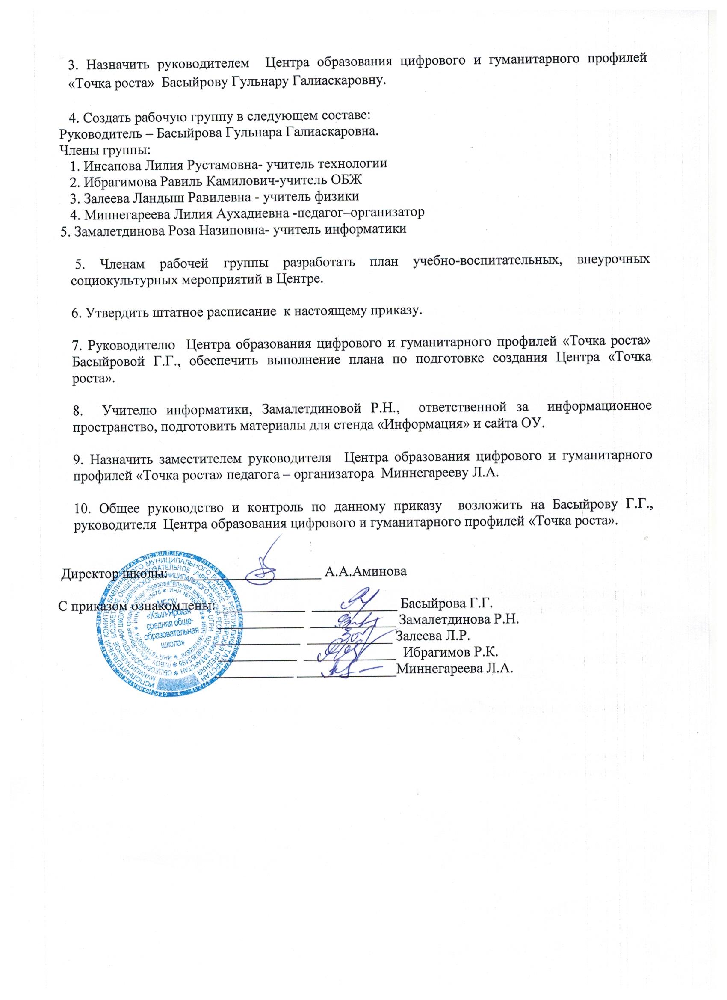 3. Назначить руководителем Центра образования цифрового и гуманитарного профилей
«Точка роста» Басыйрову Гульнару Галиаскаровну.
4. Создать рабочую группу в следующем составе:
Руководитель – Басыйрова Гульнара Галиаскаровна.
Члены группы:
1. Инсапова Лилия Рустамовна- учитель технологии
2. Ибрагимова Равиль Камилович-учитель ОБЖ
3. Залеева Ландыш Равилевна - учитель физики
4. Миннегареева Лилия Аухадиевна -педагог–организатор
5. Замалетдинова Роза Назиповна- учитель информатики
5. Членам рабочей группы разработать план учебно-воспитательных, внеурочных
социокультурных мероприятий в Центре.
6. Утвердить штатное расписание к настоящему приказу.
7. Руководителю Центра образования цифрового и гуманитарного профилей «Точка роста»
Басыйровой Г.Г., обеспечить выполнение плана по подготовке создания Центра «Точка
роста».
8. Учителю информатики, Замалетдиновой Р.Н., ответственной за информационное
пространство, подготовить материалы для стенда «Информация» и сайта ОУ.
9. Назначить заместителем руководителя Центра образования цифрового и гуманитарного
профилей «Точка роста» педагога – организатора Миннегарееву Л.А.
10. Общее руководство и контроль по данному приказу возложить на Басыйрову Г.Г.,
руководителя Центра образования цифрового и гуманитарного профилей «Точка роста».
Директор школы: А.А.Аминова
С приказом ознакомлены: Басыйрова Г.Г.
Замалетдинова Р.Н.
Залеева Л.Р.
Ибрагимов Р.К.
Миннегареева Л.А.
МБОУ
«Кзыл-Ярская
средняя обще-
образовательная
школа»